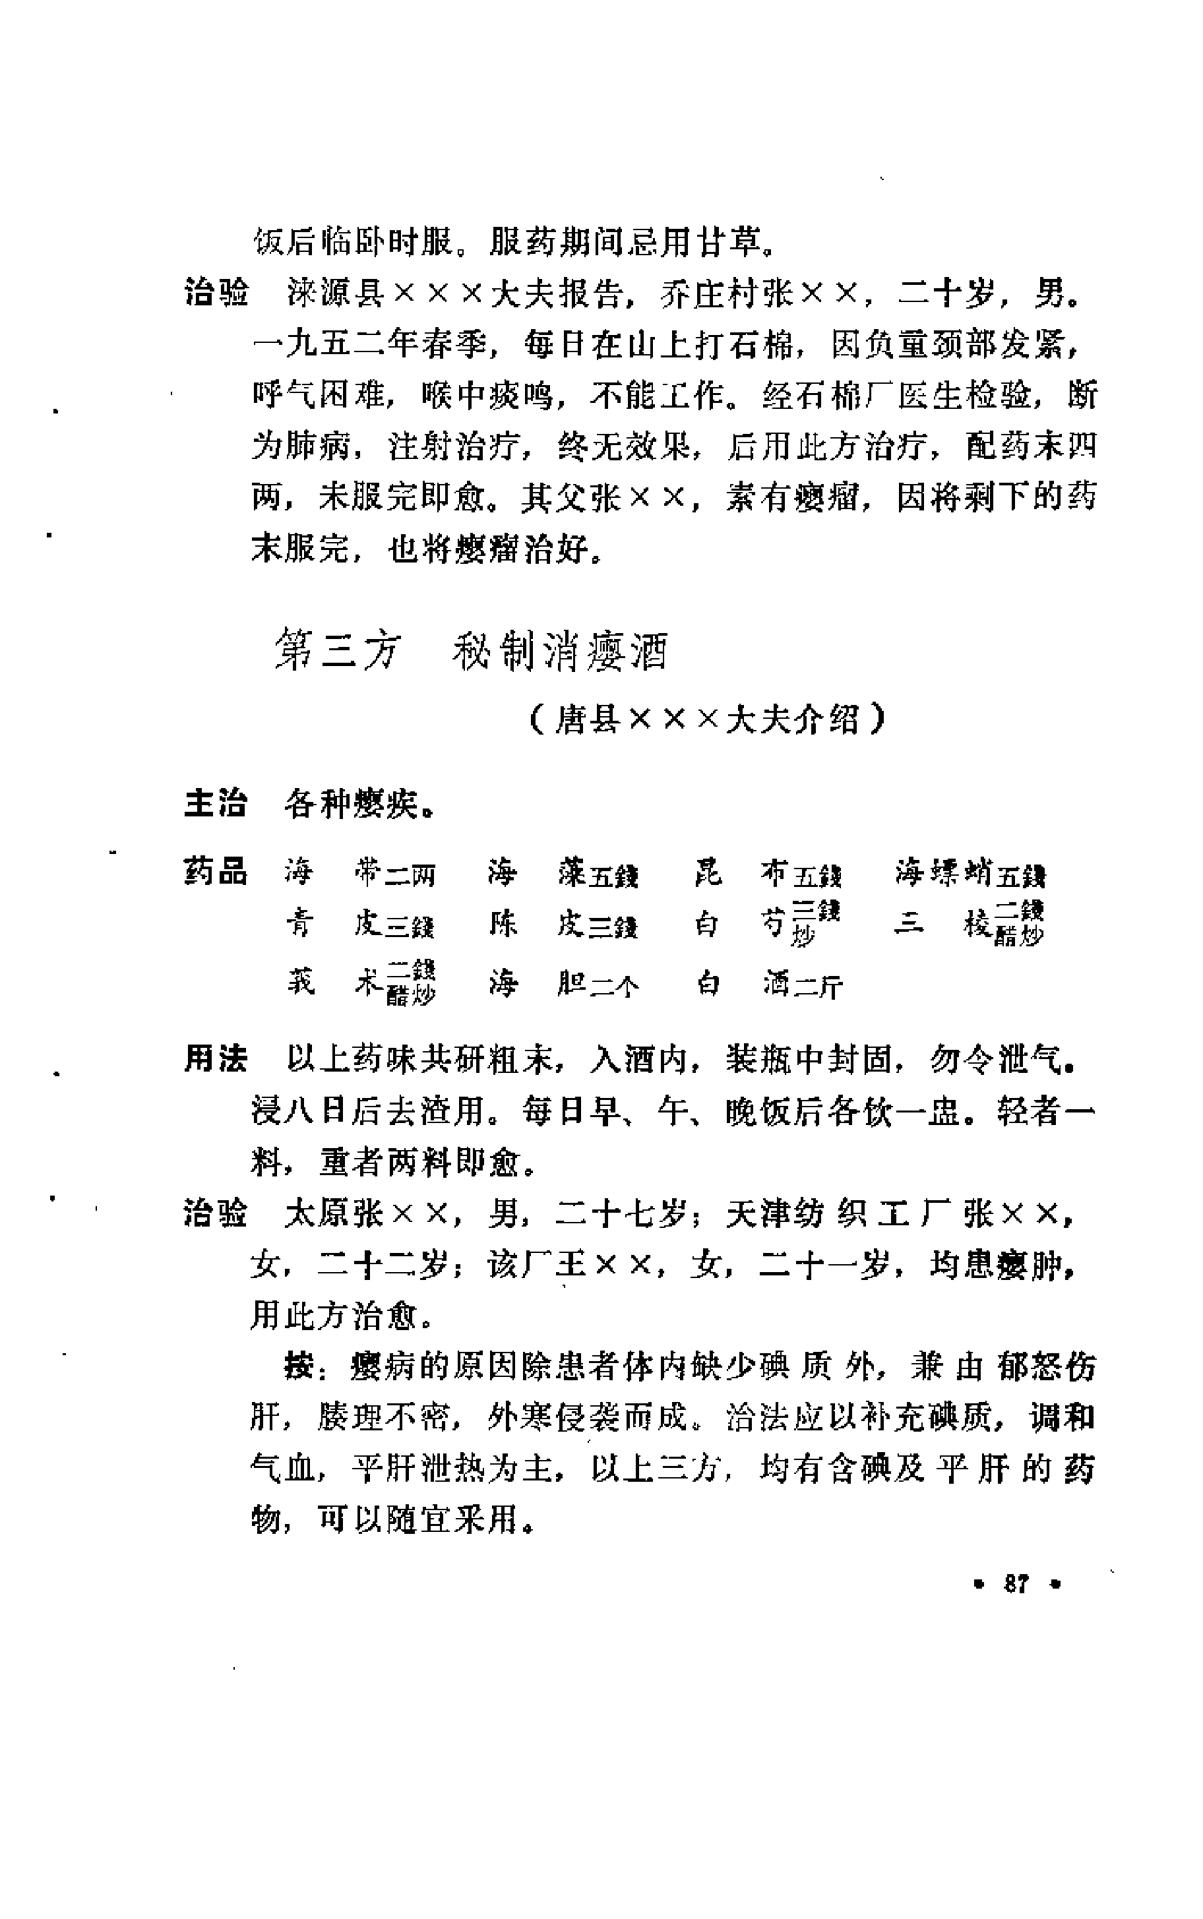 饭后临卧时服。服药期间忌用甘草。
治验 涞源县×××大夫报告，乔庄村张××，二十岁，男。
一九五二年春季，每日在山上打石棉，因负重颈部发紧，
呼气困难，喉中痰鸣，不能工作。经石棉厂医生检验，断
为肺病，注射治疗，终无效果，后用此方治疗，配药末四
两，未服完即愈。其父张××，素有瘿瘤，因将剩下的药
末服完，也将瘿瘤治好。
第三方 秘制消瘿酒
（唐县×××大夫介绍）
主治 各种瘿疾。
药品 海带二两 海藻五錢 昆布五錢 海螵蛸五錢
青皮三錢 陈皮三錢 白芍三錢炒 三棱二錢醋炒
莪术二錢醋炒 海胆二个 白酒二斤
用法 以上药味共研粗末，入酒内，装瓶中封固，勿令泄气。
浸八日后去渣用。每日早、午、晚饭后各饮一盅。轻者一
料，重者两料即愈。
治验 太原张××，男，二十七岁；天津纺织工厂张××，
女，二十二岁；该厂王××，女，二十一岁，均患瘿肿，
用此方治愈。
按：瘿病的原因除患者体内缺少碘质外，兼由郁怒伤
肝，腠理不密，外寒侵袭而成。治法应以补充碘质，调和
气血，平肝泄热为主，以上三方，均有含碘及平肝的药
物，可以随宜采用。
• 87 •